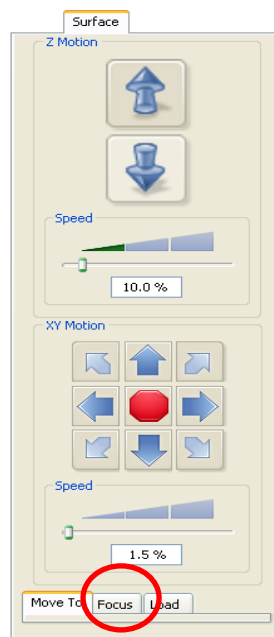 Surface
Z Motion
Speed
10.0 %
XY Motion
Speed
1.5 %
Move To Focus Load